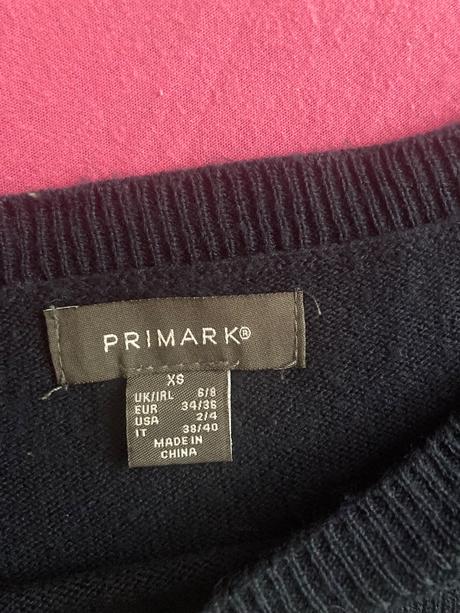 PRIMARK®
XS
UK/IRL 6/8
EUR 34/36
USA 2/4
IT 38/40
MADE IN
CHINA